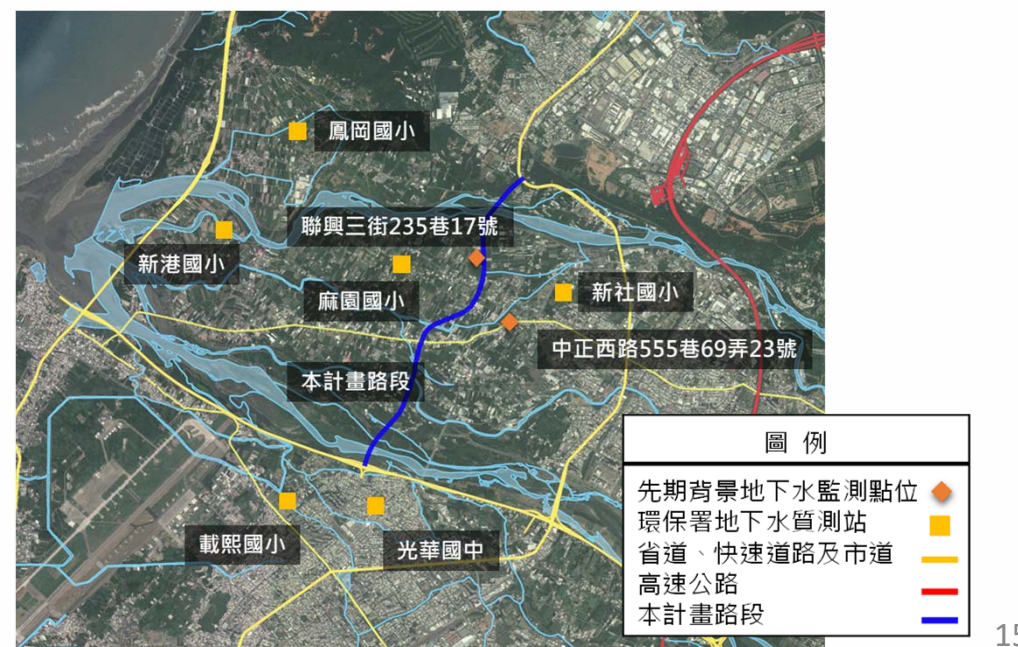 鳳岡國小
聯興三街235巷17號
新港國小
麻園國小
新社國小
中正西路555巷69弄23號
本計畫路段
載熙國小
光華國中
圖 例
先期背景地下水監測點位
環保署地下水質測站
省道、快速道路及市道
高速公路
本計畫路段
15